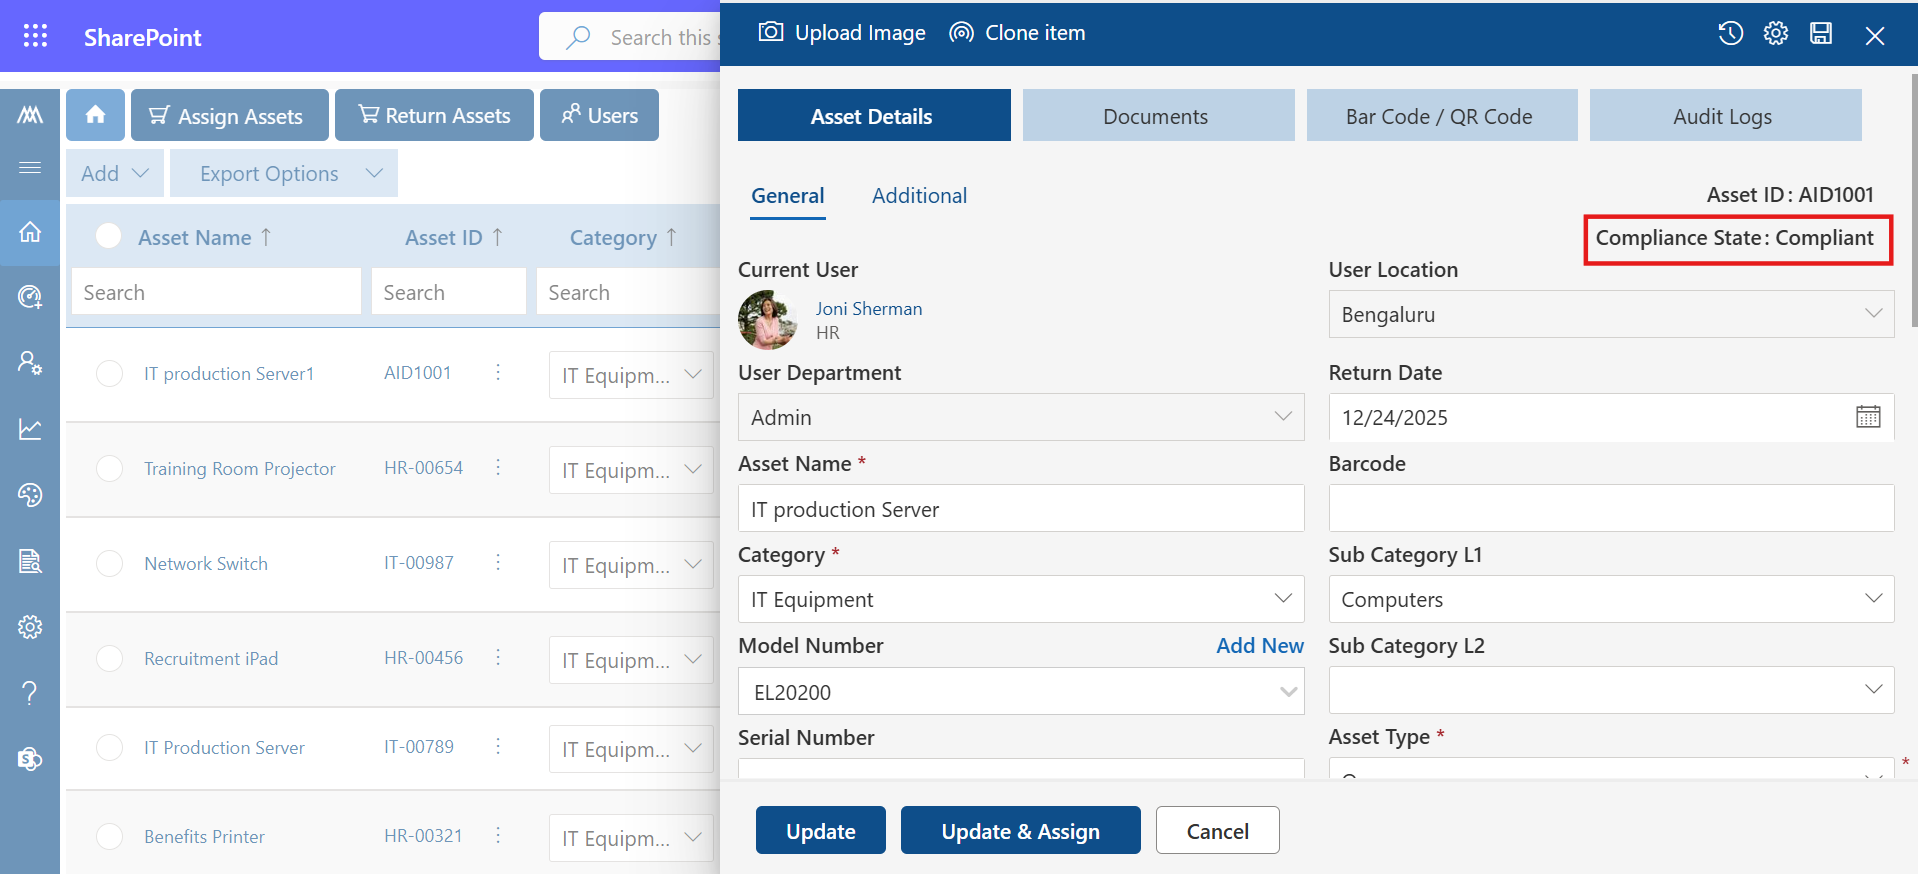 SharePoint
Search this s
Assign Assets
Return Assets
Users
Add
Export Options
Asset Name ↑
Asset ID ↑
Category ↑
Search
Search
Search
IT production Server1
AID1001
IT Equipm...
Training Room Projector
HR-00654
IT Equipm...
Network Switch
IT-00987
IT Equipm...
Recruitment iPad
HR-00456
IT Equipm...
IT Production Server
IT-00789
IT Equipm...
Benefits Printer
HR-00321
IT Equipm...
Upload Image
Clone item
Asset Details
Documents
Bar Code / QR Code
Audit Logs
General
Additional
Asset ID : AID1001
Compliance State : Compliant
Current User
Joni Sherman
HR
User Location
Bengaluru
User Department
Admin
Return Date
12/24/2025
Asset Name *
IT production Server
Barcode
Category *
IT Equipment
Sub Category L1
Computers
Model Number
Add New
EL20200
Sub Category L2
Serial Number
Asset Type *
*
Update
Update & Assign
Cancel